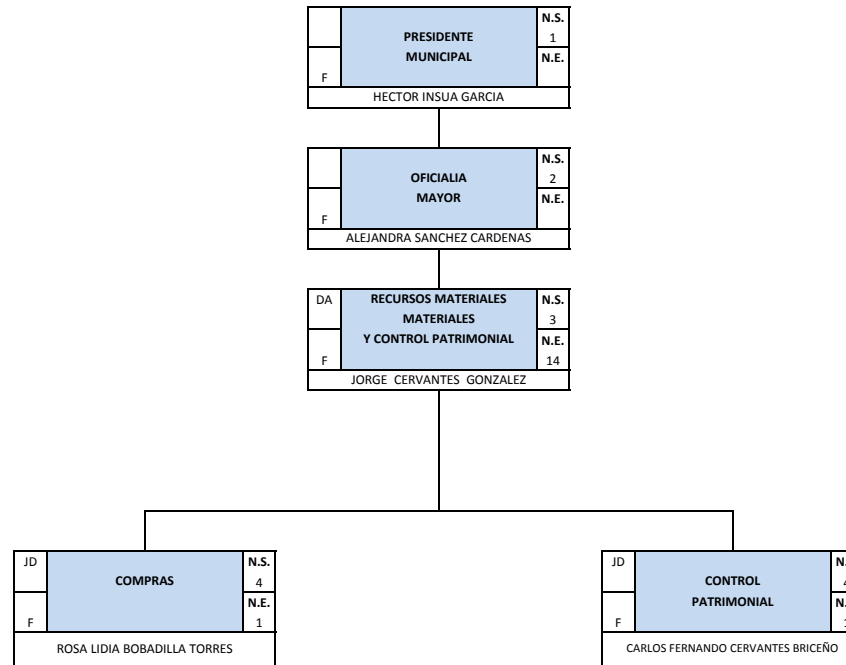 N.S.
PRESIDENTE 1
MUNICIPAL N.E.
F
HECTOR INSUA GARCIA
N.S.
OFICIALIA 2
MAYOR N.E.
F
ALEJANDRA SANCHEZ CARDENAS
DA RECURSOS MATERIALES N.S.
MATERIALES 3
Y CONTROL PATRIMONIAL N.E.
F 14
JORGE CERVANTES GONZALEZ
JD N.S.
COMPRAS 4
N.E.
F 1
ROSA LIDIA BOBADILLA TORRES
JD
CONTROL
PATRIMONIAL
F
CARLOS FERNANDO CERVANTES BRICEÑO